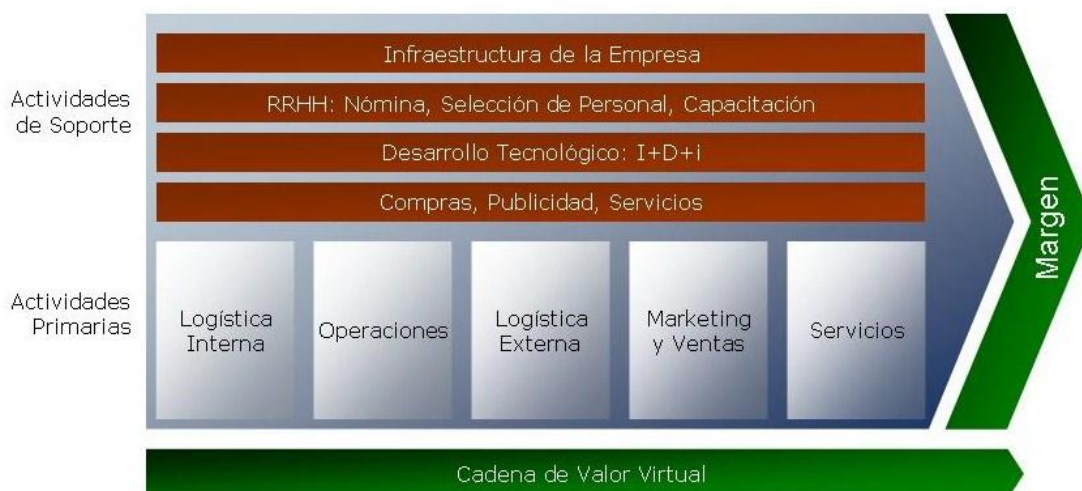 Infraestructura de la Empresa
Actividades
de Soporte
RRHH: Nómina, Selección de Personal, Capacitación
Desarrollo Tecnológico: I+D+i
Compras, Publicidad, Servicios
Margen
Actividades
Primarias
Logística
Interna
Operaciones
Logística
Externa
Marketing
y Ventas
Servicios
Cadena de Valor Virtual